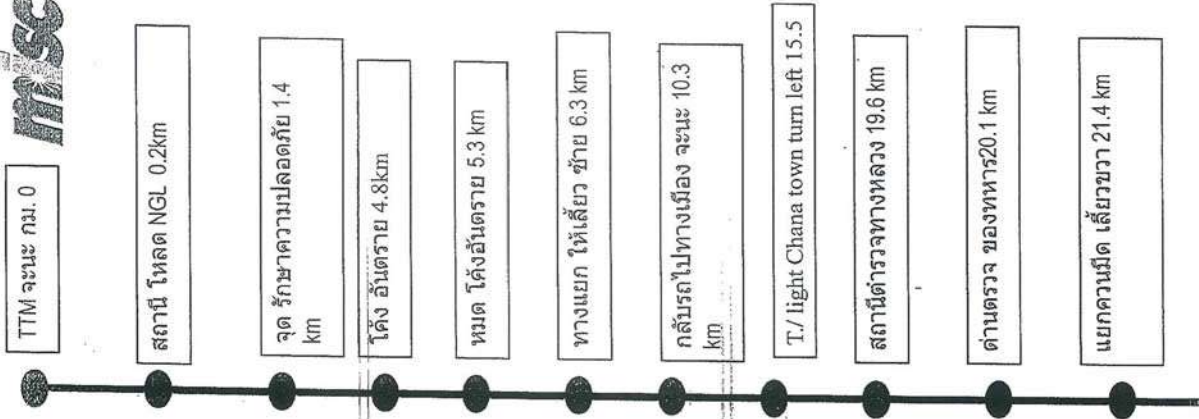 misc
TTM จะนะ กม. 0
สถานี โหลด NGL 0.2km
จุด รักษาความปลอดภัย 1.4
km
โค้ง อันตราย 4.8km
หมด โค้งอันตราย 5.3 km
ทางแยก ให้เลี้ยว ซ้าย 6.3 km
กลับรถไปทางเมือง จะนะ 10.3
km
T./ light Chana town turn left 15.5
สถานีตำรวจทางหลวง 19.6 km
ด่านตรวจ ของทหาร20.1 km
แยกควนมีด เลี้ยวขวา 21.4 km